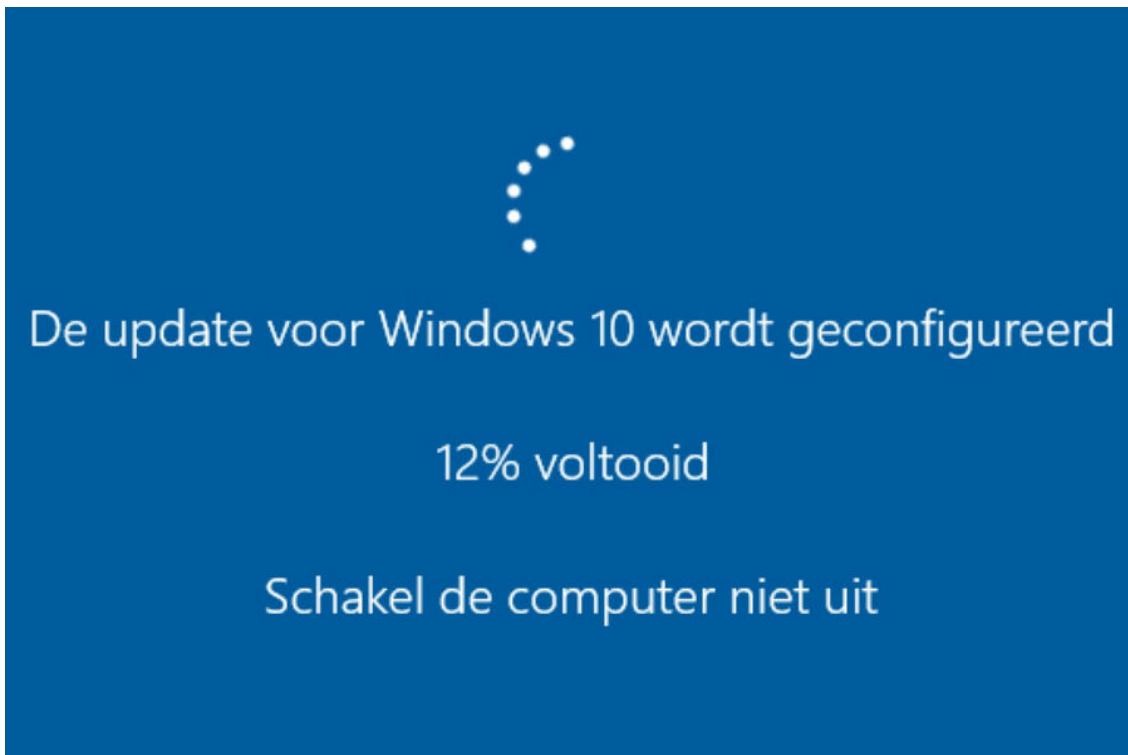 De update voor Windows 10 wordt geconfigureerd
12% voltooid
Schakel de computer niet uit